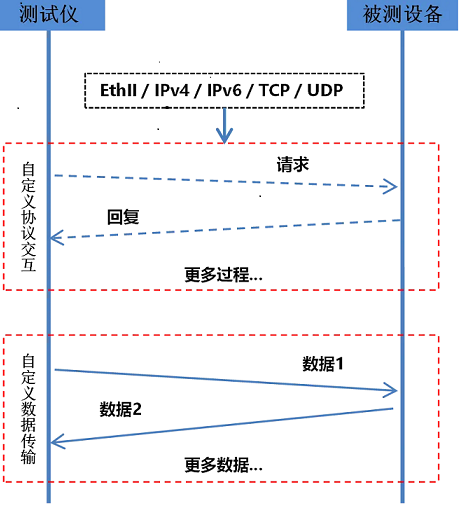 测试仪
被测设备
EthII / IPv4 / IPv6 / TCP / UDP
自定义协议交互
请求
回复
更多过程...
自定义数据传输
数据1
数据2
更多数据...